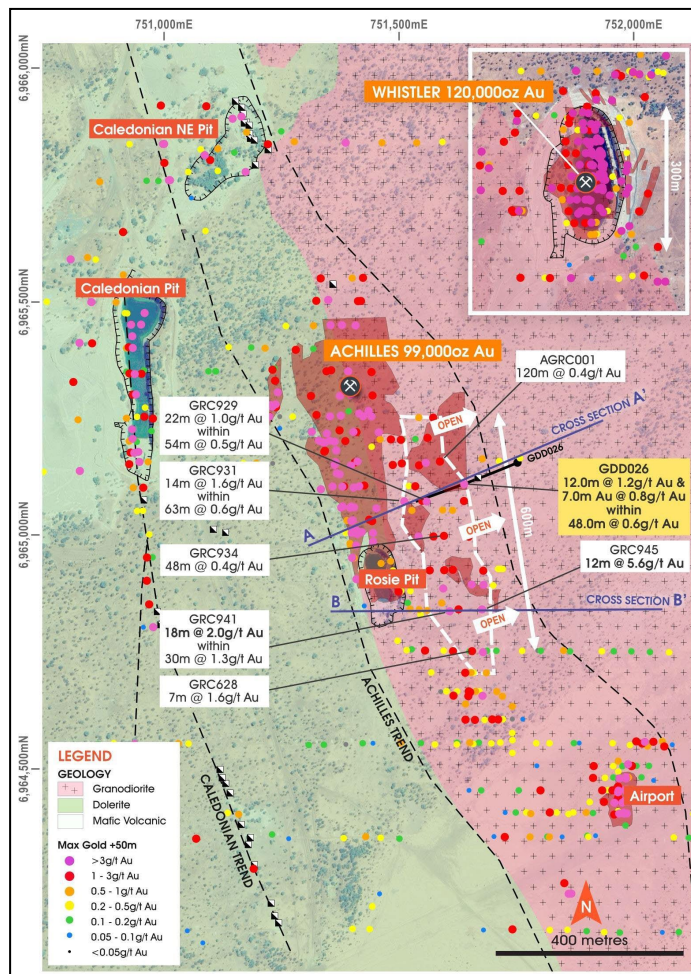 751,000mE
751,500mE
752,000mE
6,966,000mN
6,965,500mN
6,965,000mN
6,964,500mN
WHISTLER 120,000oz Au
300m
Caledonian NE Pit
Caledonian Pit
ACHILLES 99,000oz Au
AGRC001
120m @ 0.4g/t Au
GRC929
22m @ 1.0g/t Au
within
54m @ 0.5g/t Au
OPEN
CROSS SECTION A'
GDD026
GRC931
14m @ 1.6g/t Au
within
63m @ 0.6g/t Au
GDD026
12.0m @ 1.2g/t Au &
7.0m Au @ 0.8g/t Au
within
48.0m @ 0.6g/t Au
600m
A
OPEN
GRC934
48m @ 0.4g/t Au
GRC945
12m @ 5.6g/t Au
Rosie Pit
B
CROSS SECTION B'
OPEN
GRC941
18m @ 2.0g/t Au
within
30m @ 1.3g/t Au
GRC628
7m @ 1.6g/t Au
ACHILLES TREND
CALEDONIAN TREND
Airport
LEGEND
GEOLOGY
Granodiorite
Dolerite
Mafic Volcanic
Max Gold +50m
>3g/t Au
1 - 3g/t Au
0.5 - 1g/t Au
0.2 - 0.5g/t Au
0.1 - 0.2g/t Au
0.05 - 0.1g/t Au
<0.05g/t Au
N
400 metres